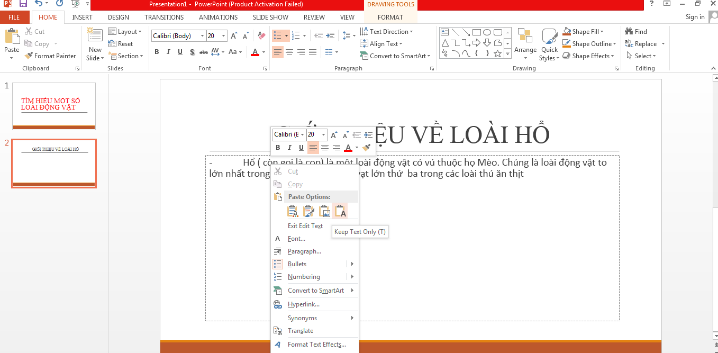 Presentation1 - PowerPoint (Product Activation Failed)
DRAWING TOOLS
FILE HOME INSERT DESIGN TRANSITIONS ANIMATIONS SLIDE SHOW REVIEW VIEW FORMAT Sign in
Cut Layout Calibri (Body) 20 Text Direction Shape Fill Find
Copy Reset Align Text Shape Outline Replace
Paste Format Painter New Slide Section Convert to SmartArt Arrange Quick Styles Shape Effects Select
Clipboard Slides Font Paragraph Drawing Editing
1
TÌM HIỂU MỘT SỐ
LOÀI ĐỘNG VẬT
2
GIỚI THIỆU VỀ LOÀI HỔ
ỆU VỀ LOÀI HỔ
Calibri (E 20
- Hổ ( còn gọi là cọp) là một loài động vật có vú thuộc họ Mèo. Chúng là loài động vật to
lớn nhất trong vật lớn thứ ba trong các loài thú ăn thịt
Cut
Copy
Paste Options:
Exit Edit Text
Keep Text Only (T)
Font...
Paragraph...
Bullets
Numbering
Convert to SmartArt
Hyperlink...
Synonyms
Translate
Format Text Effects...